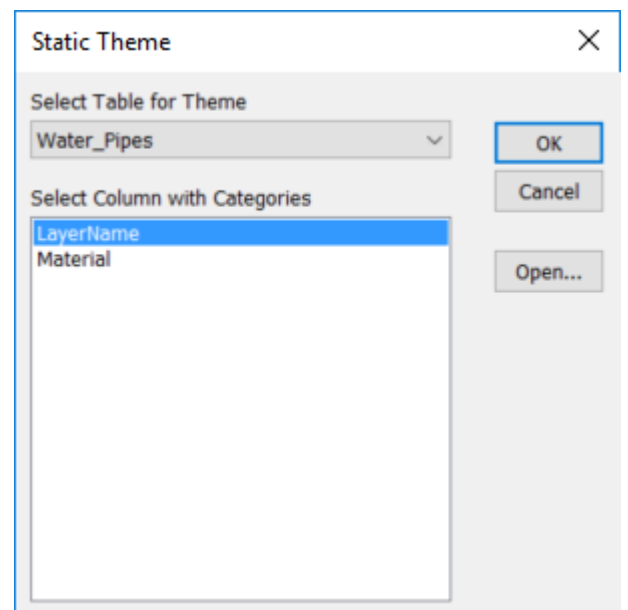 Static Theme
Select Table for Theme
Water_Pipes
OK
Select Column with Categories
Cancel
LayerName
Material
Open...